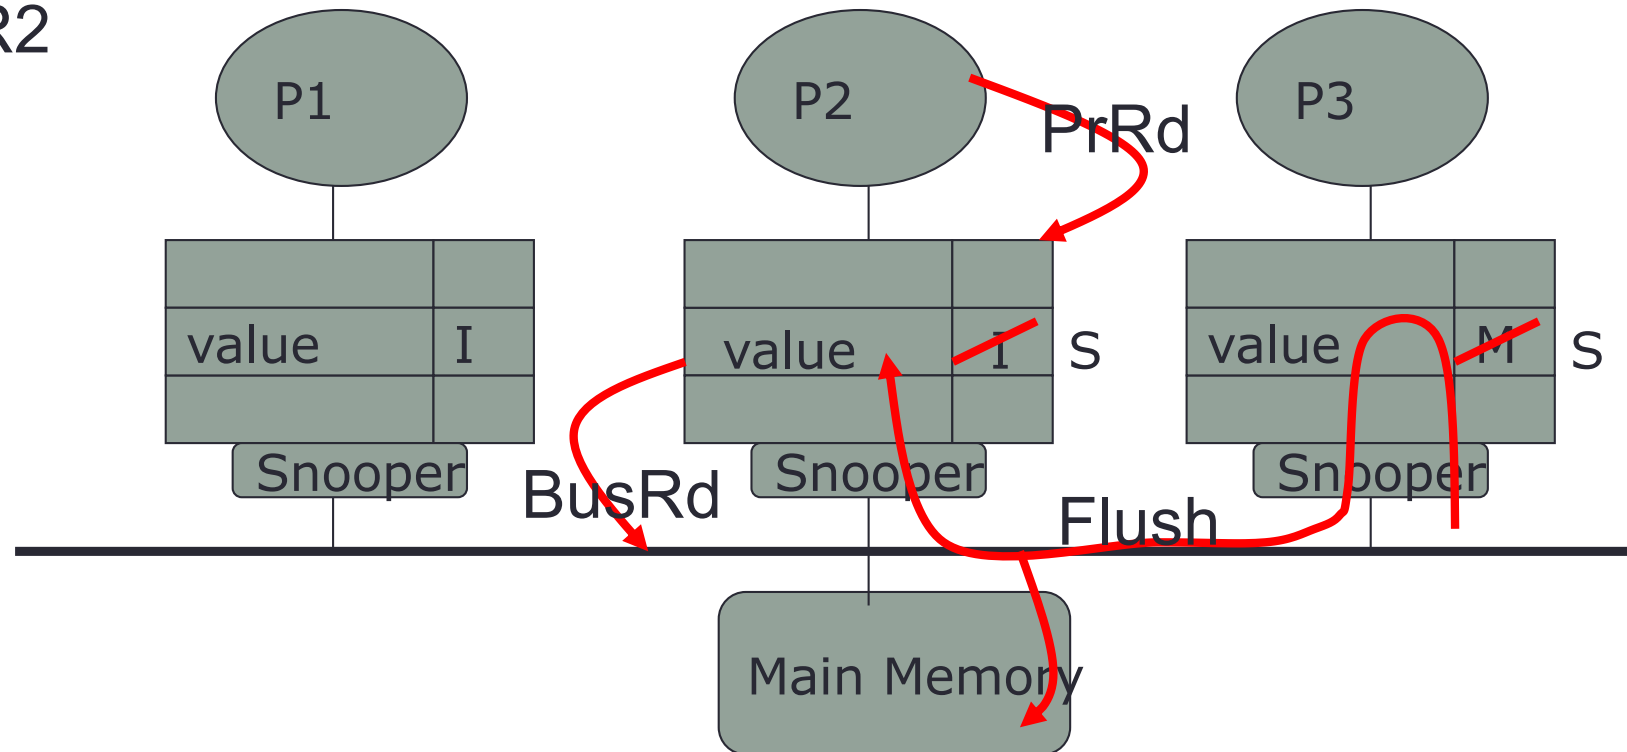 R2
P1
P2
P3
PrRd
value I
value I S
value M S
Snooper
Snooper
Snooper
BusRd
Flush
Main Memory